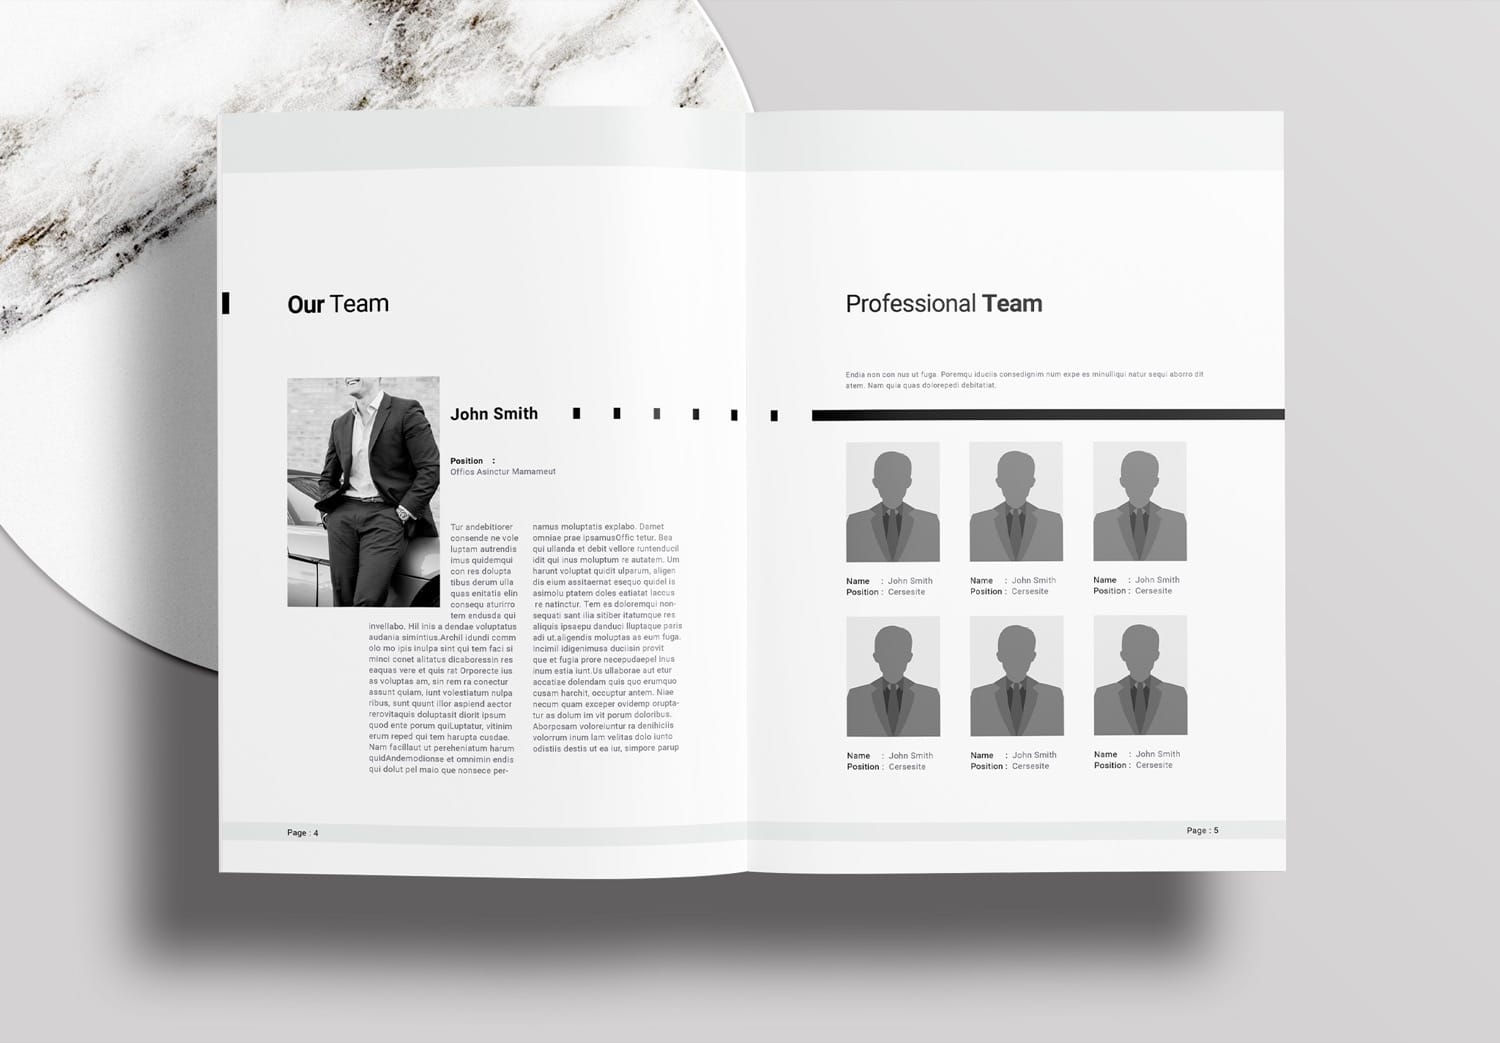 Our Team
John Smith
Position :
Offios Asinctur Mamameut
Tur andebitiorer
consende ne vole
luptam autrendis
imus quidemqui
con res dolupta
tibus derum ulla
quas enitatia elin
consequ aturirro
tem endusda qui
invellabo. Hil inis a dendae voluptatus
audania simintius.Archil idundi comm
olo mo ipis inulpa sint qui tem faci si
minci conet alitatus dicaboressin res
eaquas vere et quis rat Orporecte ius
as voluptas am, sin rem ra conectur
assunt quiam, iunt volestiatum nulpa
ribus, sunt quunt illor aspiend aector
rerovitaquis doluptasit diorit ipsum
quod ente porum quiLuptatur, vitinim
erum reped qui tem harupta cusdae.
Nam facillaut ut pereheniatum harum
quidAndemodionse et omnimin endis
qui dolut pel maio que nonsece per-
namus moluptatis explabo. Damet
omniae prae ipsamusOffic tetur. Bea
qui ullanda et debit vellore runtenducil
idit qui inus moluptum re autatem. Um
harunt voluptat quidit ulparum, aligen
dis eium assitaernat esequo quidel is
asimolu ptatem doles eatiatat laccus
re natinctur. Tem es doloremqui non-
sequati sant ilia sitiber itatumque res
aliquis ipsaepu danduci lluptaque paris
adi ut.aligendis moluptas as eum fuga.
Incimil idigenimusa duciisin provit
que et fugia prore necepudaepel inus
inum estia iunt.Us ullaborae aut etur
accatiae dolendam quis quo erumquo
cusam harchit, occuptur antem. Niae
necum quam exceper ovidemp orupta-
tur as dolum im vit porum doloribus.
Aborposam voloreiuntur ra denihiciis
volorrum inum lam velitas dolo iunto
odistiis destis ut ea iur, simpore parup
Page : 4
Professional Team
Endia non con nus ut fuga. Poremqu iduciis consedignim num expe es minulliqui natur sequi aborro dit
atem. Nam quia quas dolorepedi debitatiat.
Name : John Smith
Position : Cersesite
Name : John Smith
Position : Cersesite
Name : John Smith
Position : Cersesite
Name : John Smith
Position : Cersesite
Name : John Smith
Position : Cersesite
Name : John Smith
Position : Cersesite
Page : 5